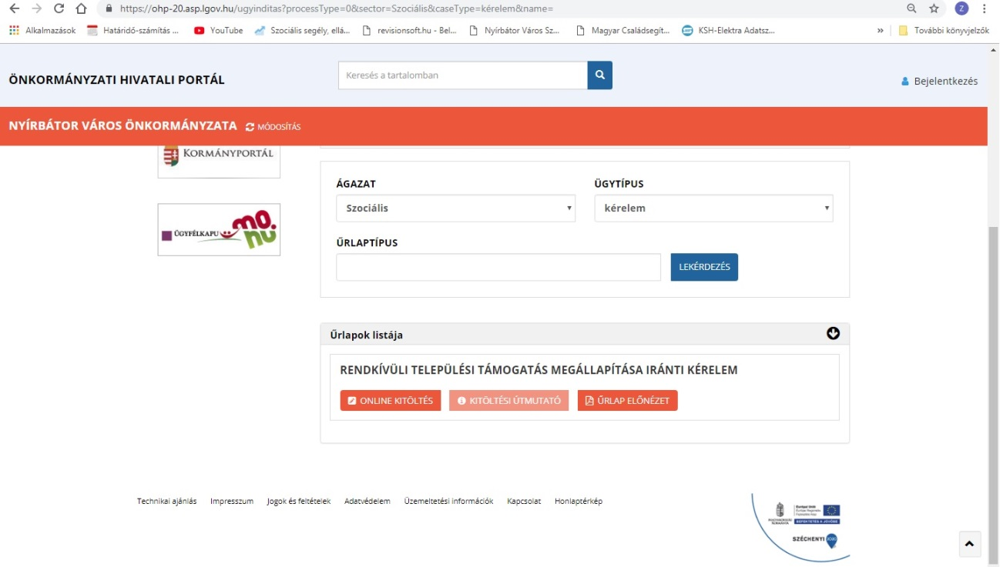 https://ohp-20.asp.lgov.hu/ugyinditas?processType=0&sector=Szociális&caseType=kérelem&name=
Z
Alkalmazások Határidő-számítás ... YouTube Szociális segély, ellá... revisionsoft.hu - Bel... Nyírbátor Város Sz... Magyar Családsegít... KSH-Elektra Adatsz... » További könyvjelzők
ÖNKORMÁNYZATI HIVATALI PORTÁL
Keresés a tartalomban
Bejelentkezés
NYÍRBÁTOR VÁROS ÖNKORMÁNYZATA MÓDOSÍTÁS
KORMÁNYPORTÁL
ÜGYFÉLKAPU mo.hu
ÁGAZAT ÜGYTÍPUS
Szociális kérelem
ŰRLAPTÍPUS
LEKÉRDEZÉS
Űrlapok listája
RENDKÍVÜLI TELEPÜLÉSI TÁMOGATÁS MEGÁLLAPÍTÁSA IRÁNTI KÉRELEM
ONLINE KITÖLTÉS KITÖLTÉSI ÚTMUTATÓ ŰRLAP ELŐNÉZET
Technikai ajánlás Impresszum Jogok és feltételek Adatvédelem Üzemeltetési információk Kapcsolat Honlaptérkép
MAGYARORSZÁG KORMÁNYA
Európai Unió
BEFEKTETÉS A JÖVŐBE
SZÉCHENYI 2020